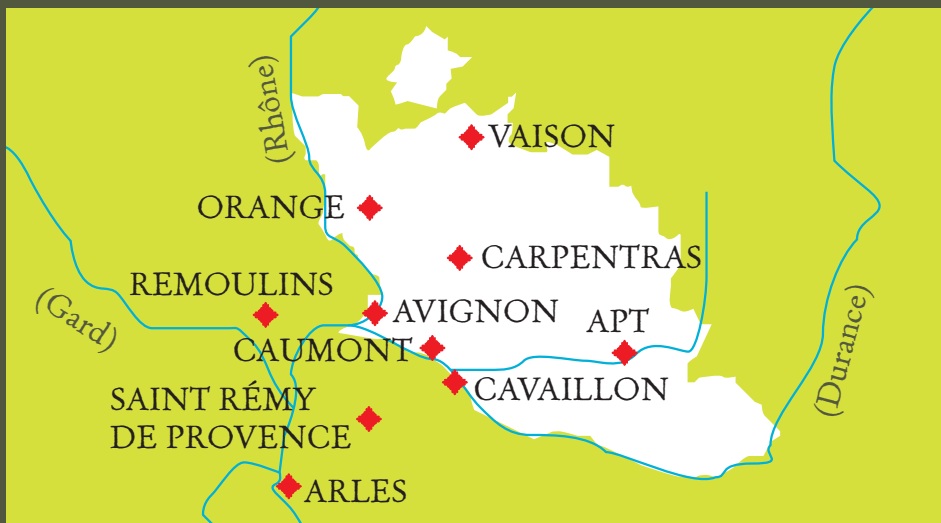 (Rhône)
VAISON
ORANGE
CARPENTRAS
REMOULINS
(Gard)
AVIGNON
APT
CAUMONT
(Durance)
CAVAILLON
SAINT RÉMY
DE PROVENCE
ARLES